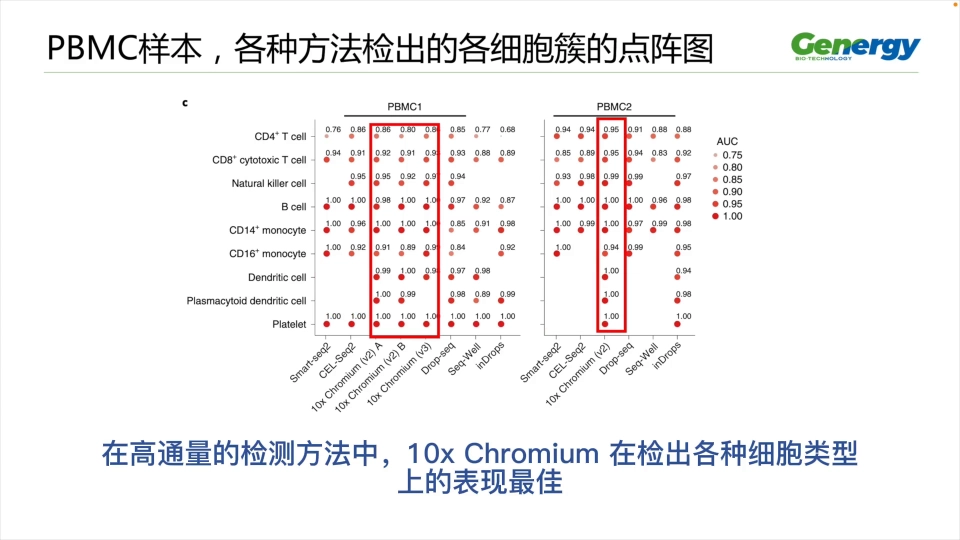 PBMC样本，各种方法检出的各细胞簇的点阵图
Genergy
BIO-TECHNOLOGY
c
PBMC1
PBMC2
CD4+ T cell 0.76 0.86 0.86 0.80 0.86 0.85 0.77 0.68 0.94 0.94 0.95 0.91 0.88 0.88
CD8+ cytotoxic T cell 0.94 0.91 0.92 0.91 0.93 0.88 0.89 0.85 0.89 0.95 0.94 0.83 0.92
Natural killer cell 0.95 0.95 0.92 0.94 0.93 0.98 0.99 0.99 0.97
B cell 1.00 1.00 0.98 1.00 1.00 0.97 0.92 0.87 1.00 1.00 1.00 1.00 0.96 0.98
CD14+ monocyte 1.00 0.96 1.00 1.00 1.00 0.85 0.91 0.98 1.00 0.99 1.00 0.97 0.99 0.98
CD16+ monocyte 1.00 0.92 0.91 0.89 0.84 0.92 1.00 0.94 0.99 0.95
Dendritic cell 0.99 1.00 0.97 0.98 1.00 0.94
Plasmacytoid dendritic cell 1.00 0.99 0.98 0.89 0.99 1.00 0.98
Platelet 1.00 1.00 1.00 1.00 1.00 1.00 1.00 1.00 1.00 1.00
AUC
0.75
0.80
0.85
0.90
0.95
1.00
Smart-seq2
CEL-Seq2
10x Chromium (v2) A
10x Chromium (v2) B
10x Chromium (v3)
Drop-seq
Seq-Well
inDrops
Smart-seq2
CEL-Seq2
10x Chromium (v2)
Drop-seq
Seq-Well
inDrops
在高通量的检测方法中，10x Chromium 在检出各种细胞类型
上的表现最佳